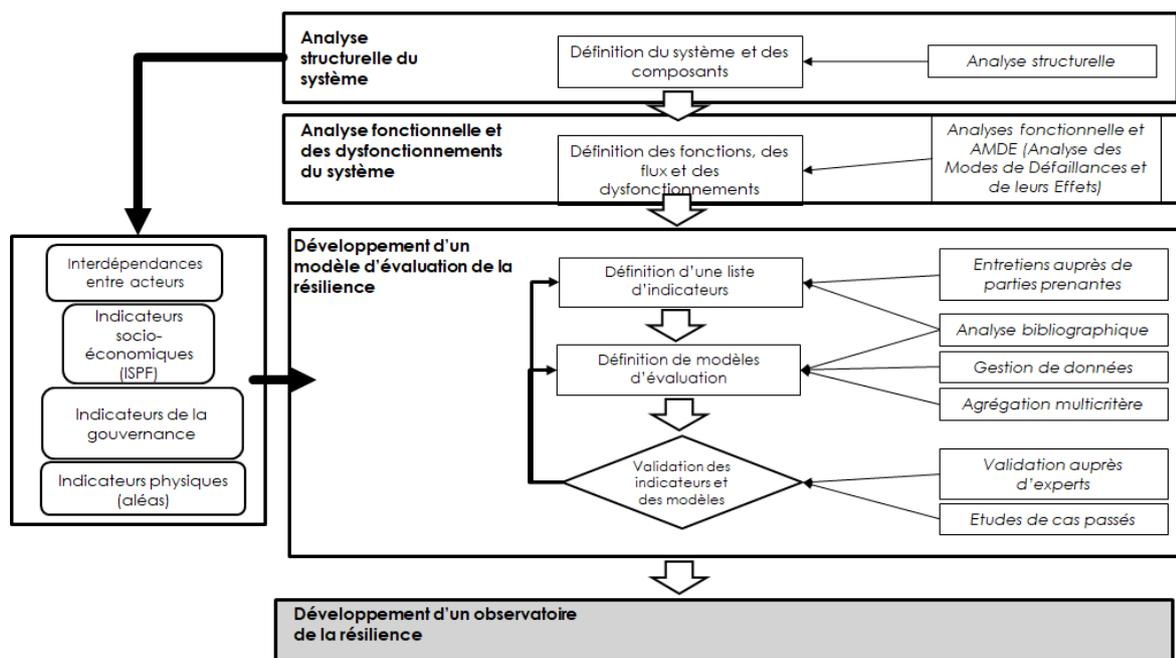 Analyse
structurelle du
système
Définition du système et des
composants
Analyse structurelle
Analyse fonctionnelle et
des dysfonctionnements
du système
Définition des fonctions, des
flux et des
dysfonctionnements
Analyses fonctionnelle et
AMDE (Analyse des
Modes de Défaillances et
de leurs Effets)
Interdépendances
entre acteurs
Indicateurs
socio-
économiques
(ISPF)
Indicateurs de la
gouvernance
Indicateurs physiques
(aléas)
Développement d'un
modèle d'évaluation de la
résilience
Définition d'une liste
d'indicateurs
Entretiens auprès de
parties prenantes
Analyse bibliographique
Définition de modèles
d'évaluation
Gestion de données
Agrégation multicritère
Validation des
indicateurs et
des modèles
Validation auprès
d'experts
Etudes de cas passés
Développement d'un observatoire
de la résilience